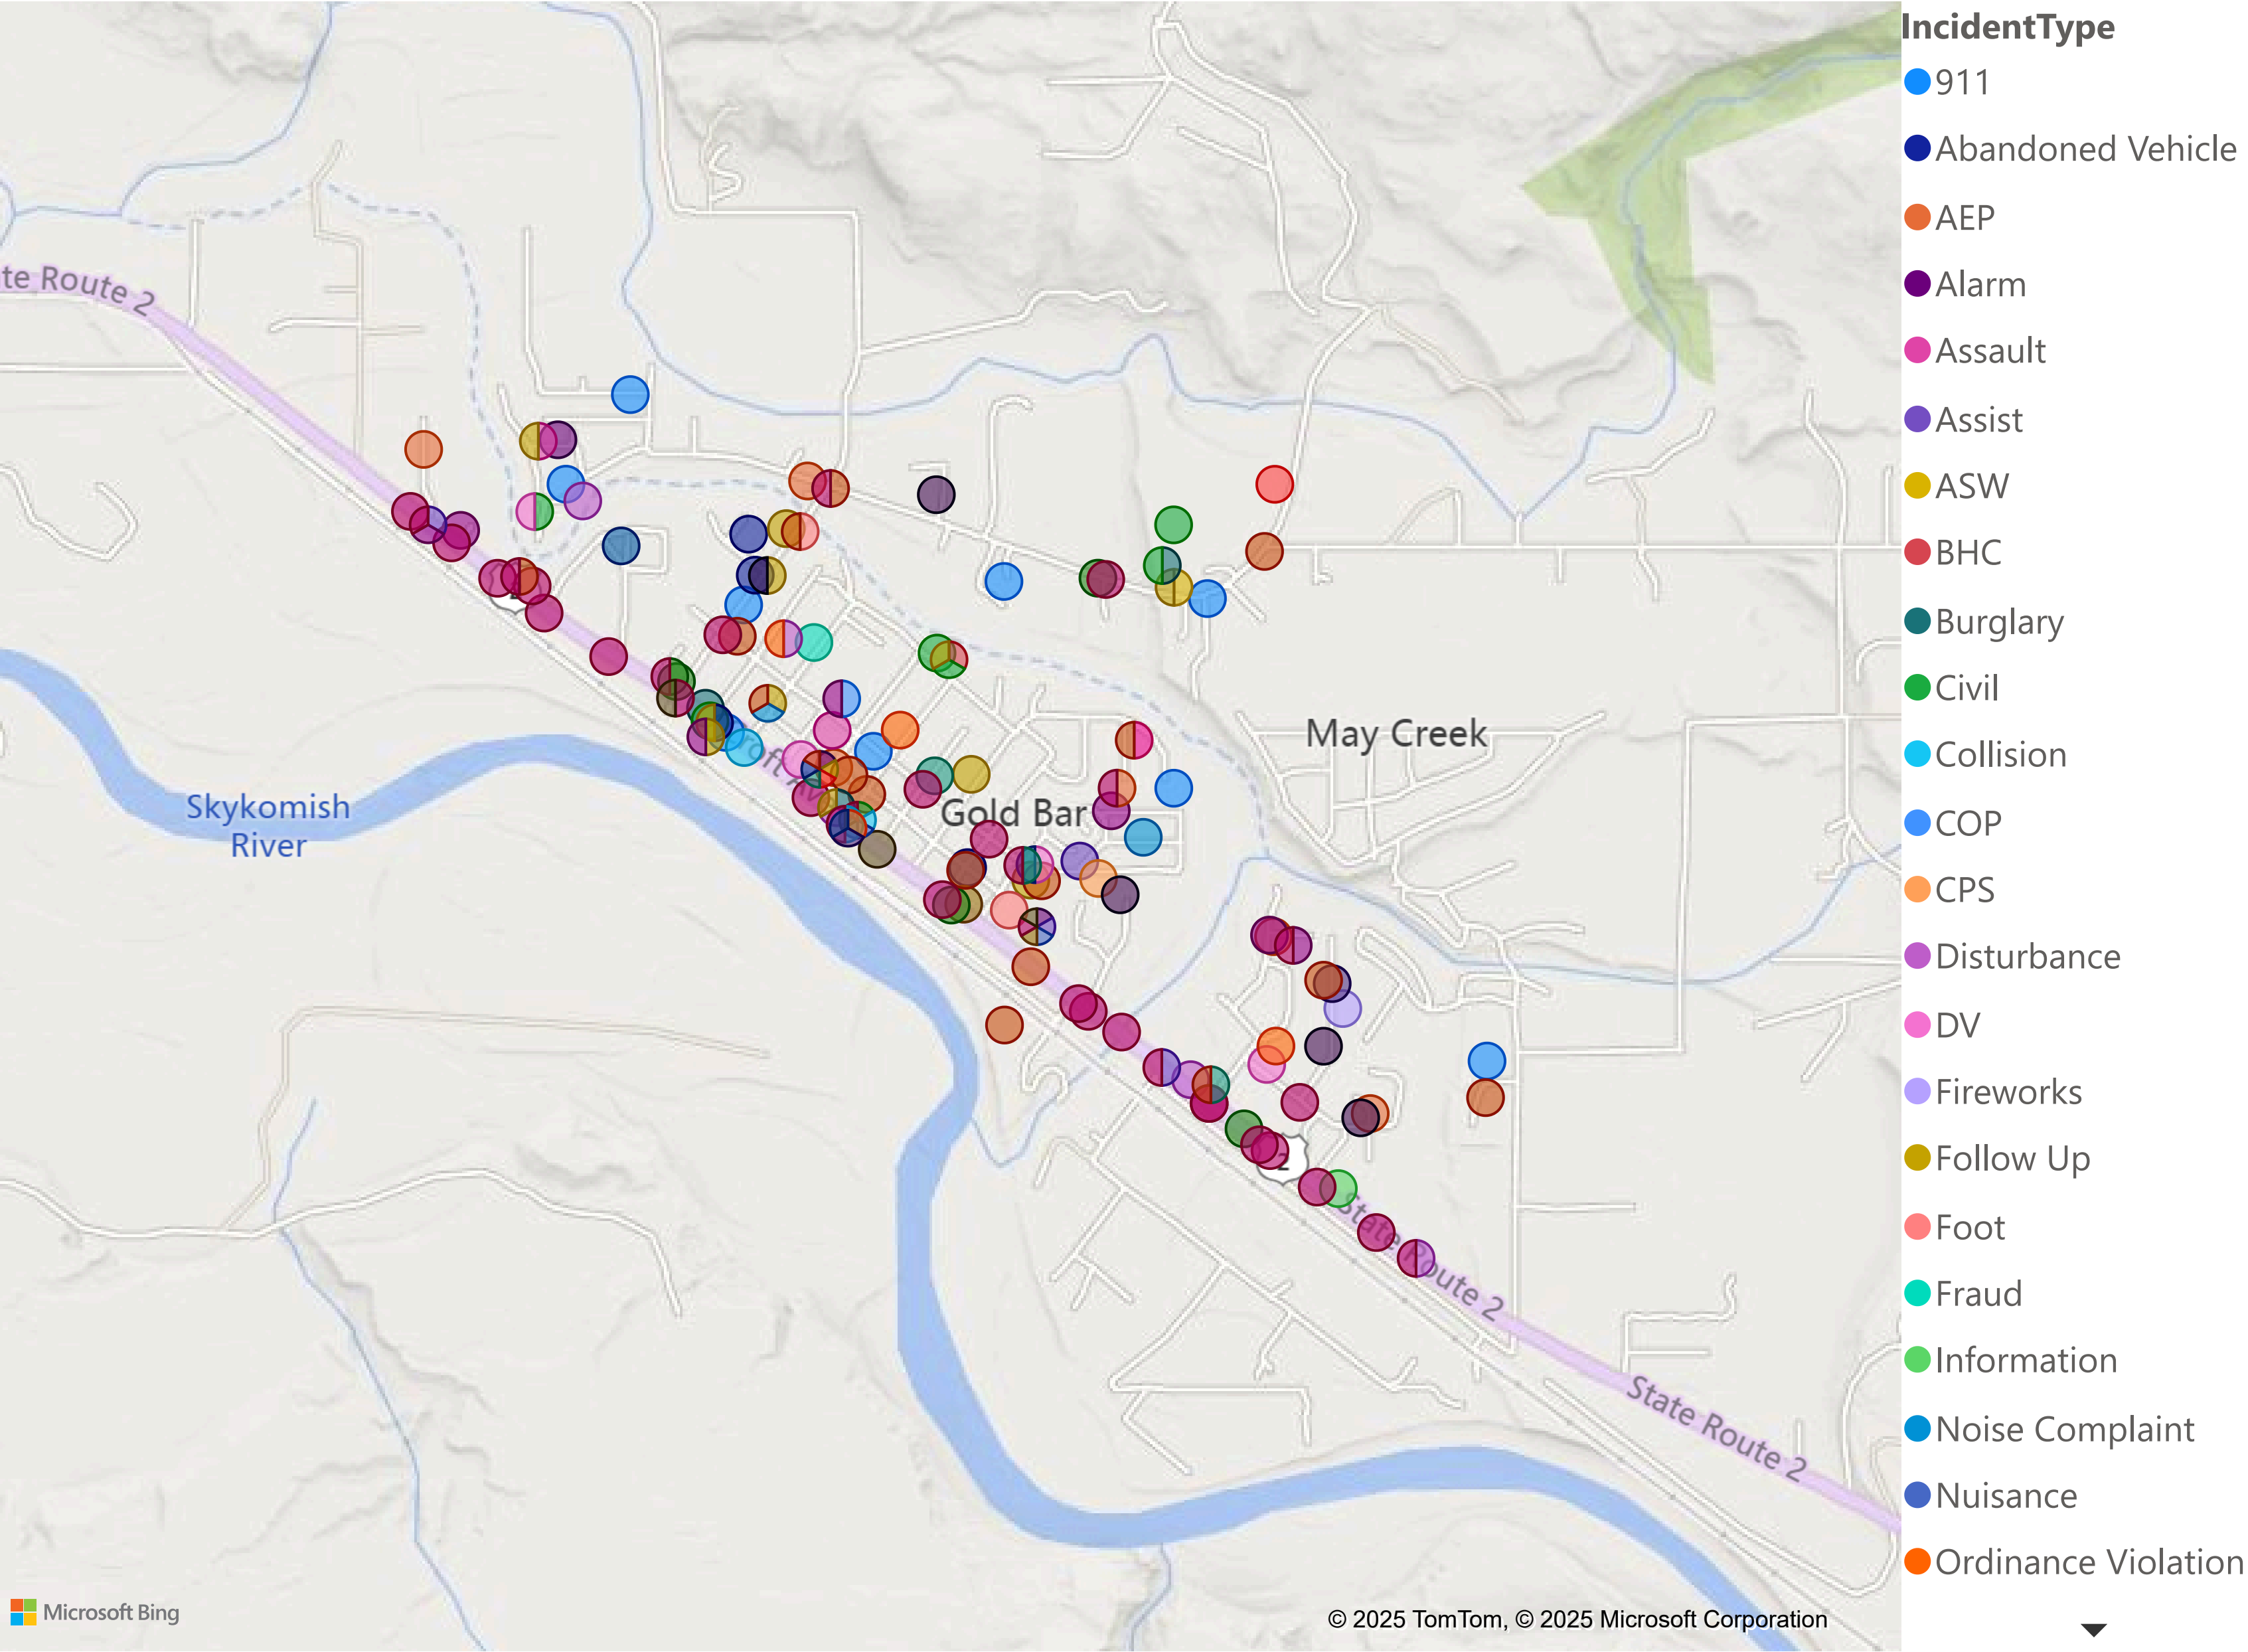 IncidentType
911
Abandoned Vehicle
AEP
Alarm
Assault
Assist
ASW
BHC
Burglary
Civil
Collision
COP
CPS
Disturbance
DV
Fireworks
Follow Up
Foot
Fraud
Information
Noise Complaint
Nuisance
Ordinance Violation
te Route 2
May Creek
Skykomish
River
Gold Bar
2
State Route 2
State Route 2
Microsoft Bing
© 2025 TomTom, © 2025 Microsoft Corporation